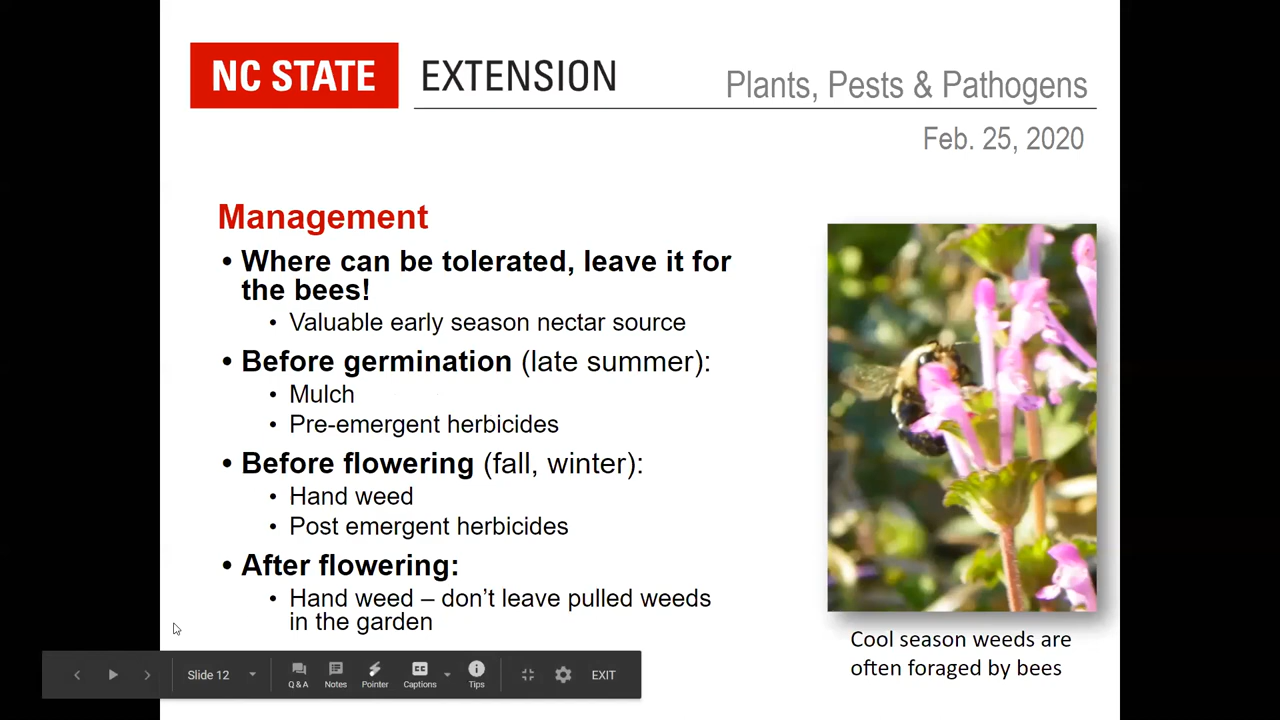 NC STATE EXTENSION
Plants, Pests & Pathogens
Feb. 25, 2020
Management
• Where can be tolerated, leave it for
the bees!
• Valuable early season nectar source
• Before germination (late summer):
• Mulch
• Pre-emergent herbicides
• Before flowering (fall, winter):
• Hand weed
• Post emergent herbicides
• After flowering:
• Hand weed – don’t leave pulled weeds
in the garden
Cool season weeds are
often foraged by bees
Slide 12
Q & A
Notes
Pointer
Captions
Tips
EXIT